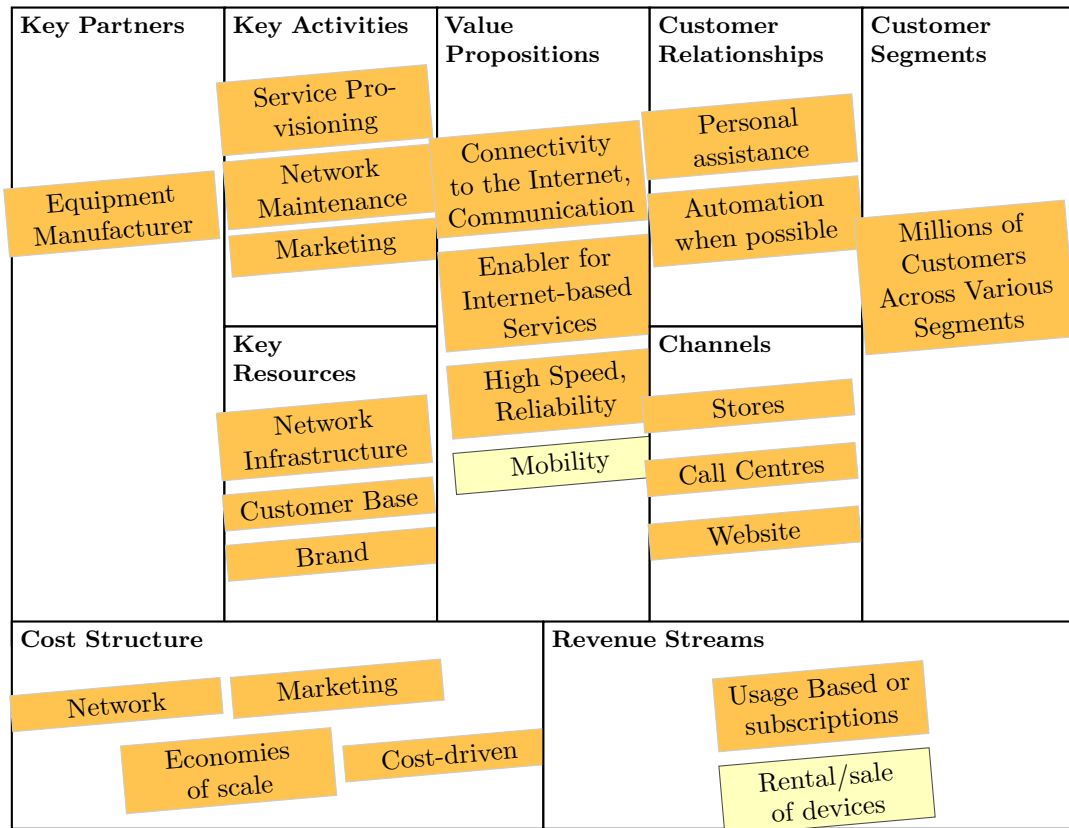 Key Partners
Equipment
Manufacturer
Key Activities
Service Pro-
visioning
Network
Maintenance
Marketing
Key
Resources
Network
Infrastructure
Customer Base
Brand
Value
Propositions
Connectivity
to the Internet,
Communication
Enabler for
Internet-based
Services
High Speed,
Reliability
Mobility
Customer
Relationships
Personal
assistance
Automation
when possible
Channels
Stores
Call Centres
Website
Customer
Segments
Millions of
Customers
Across Various
Segments
Cost Structure
Network
Marketing
Economies
of scale
Cost-driven
Revenue Streams
Usage Based or
subscriptions
Rental/sale
of devices